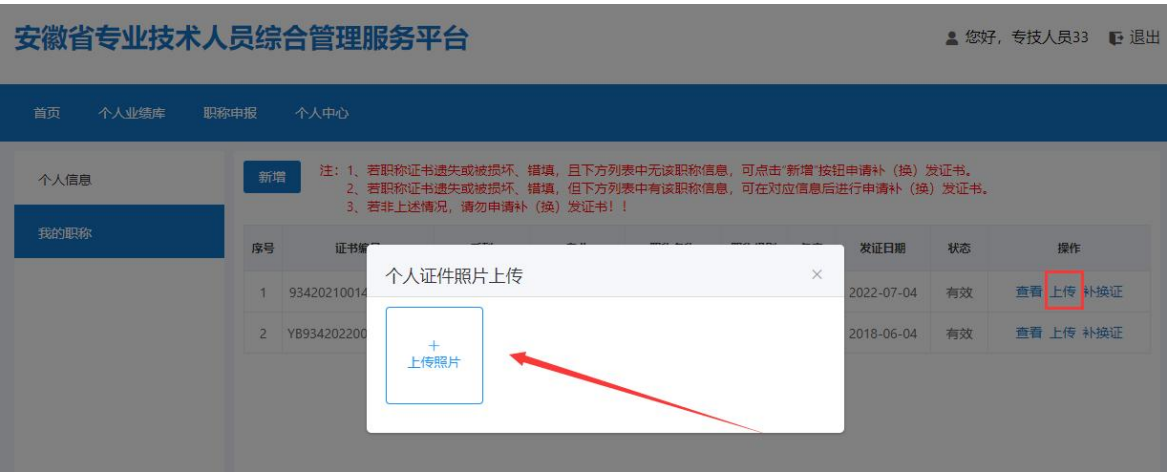 安徽省专业技术人员综合管理服务平台
您好，专技人员33 退出
首页 个人业绩库 职称申报 个人中心
个人信息
我的职称
新增
注：1、若职称证书遗失或被损坏、错填，且下方列表中无该职称信息，可点击“新增”按钮申请补（换）发证书。
2、若职称证书遗失或被损坏、错填，但下方列表中有该职称信息，可在对应信息后进行申请补（换）发证书。
3、若非上述情况，请勿申请补（换）发证书！！
序号 证书编 发证日期 状态 操作
个人证件照片上传 ×
1 93420210014 2022-07-04 有效 查看 上传 补换证
2 YB934202200 2018-06-04 有效 查看 上传 补换证
+
上传照片